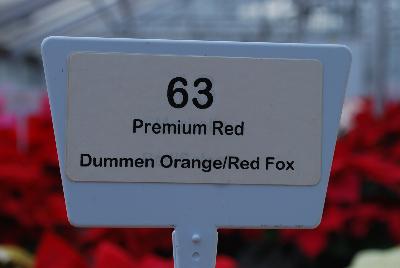 63
Premium Red
Dummen Orange/Red Fox